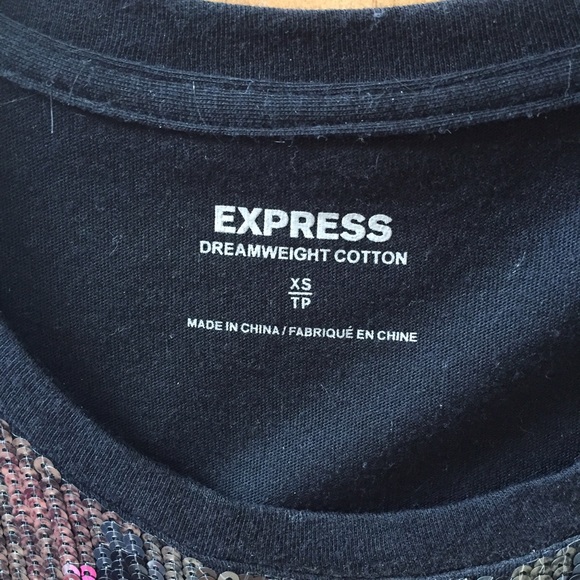 EXPRESS
DREAMWEIGHT COTTON
XS
TP
MADE IN CHINA / FABRIQUÉ EN CHINE